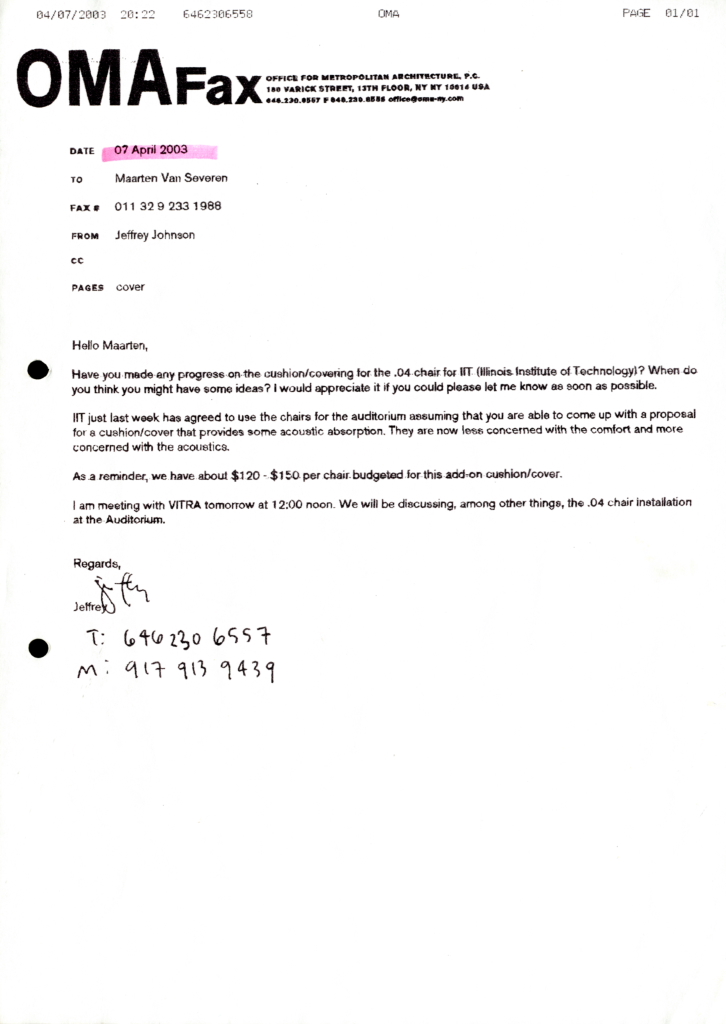 04/07/2003 20:22 6462306558 OMA PAGE 01/01
OMAFax
OFFICE FOR METROPOLITAN ARCHITECTURE, P.C.
180 VARICK STREET, 13TH FLOOR, NY NY 10014 USA
office@oma-ny.com
DATE 07 April 2003
TO Maarten Van Severen
FAX # 011 32 9 233 1988
FROM Jeffrey Johnson
CC
PAGES cover
Hello Maarten,
Have you made any progress on the cushion/covering for the .04 chair for IIT (Illinois Institute of Technology)? When do
you think you might have some ideas? I would appreciate it if you could please let me know as soon as possible.
IIT just last week has agreed to use the chairs for the auditorium assuming that you are able to come up with a proposal
for a cushion/cover that provides some acoustic absorption. They are now less concerned with the comfort and more
concerned with the acoustics.
As a reminder, we have about $120 - $150 per chair budgeted for this add-on cushion/cover.
I am meeting with VITRA tomorrow at 12:00 noon. We will be discussing, among other things, the .04 chair installation
at the Auditorium.
Regards,
Jeffrey
T: 646 230 6557
M: 917 913 9439